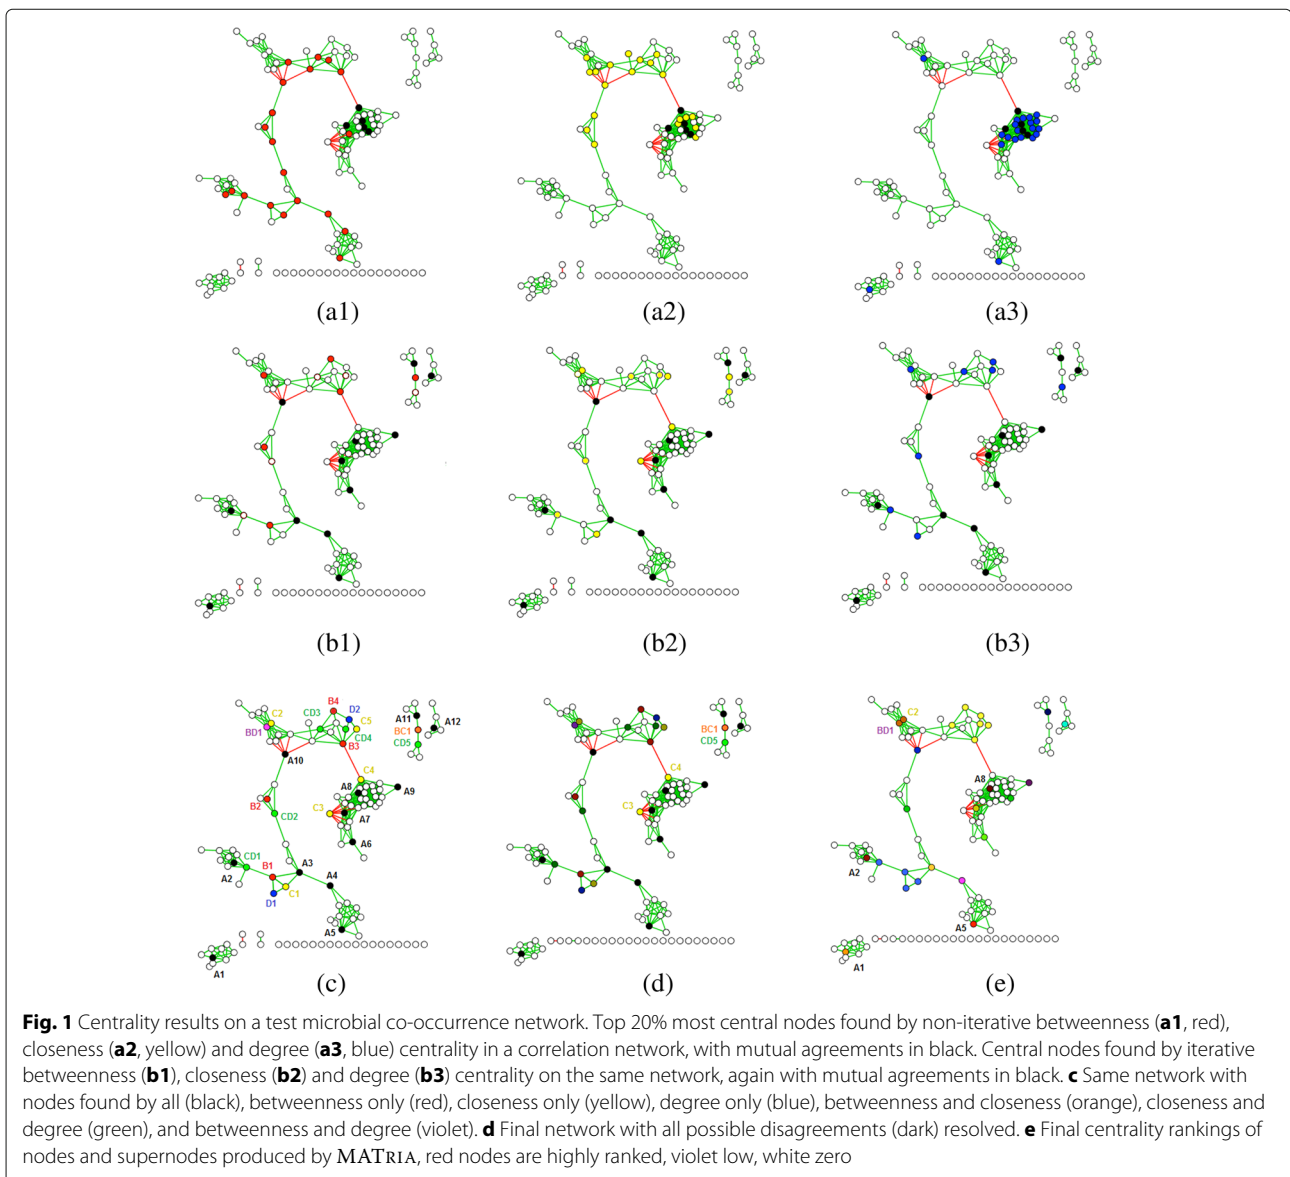 (a1) (a2) (a3)
(b1) (b2) (b3)
B4
CD3
D2
C2
C5
BD1
CD4
B3
A10
A11
A12
BC1
CD5
C4
A8
A9
B2
C3
A7
CD2
A6
CD1
A3
B1
A2
A4
C1
D1
A5
A1
(c)
BC1
CD5
C4
C3
(d)
C2
BD1
A8
A2
A5
A1
(e)
Fig. 1 Centrality results on a test microbial co-occurrence network. Top 20% most central nodes found by non-iterative betweenness (a1, red),
closeness (a2, yellow) and degree (a3, blue) centrality in a correlation network, with mutual agreements in black. Central nodes found by iterative
betweenness (b1), closeness (b2) and degree (b3) centrality on the same network, again with mutual agreements in black. c Same network with
nodes found by all (black), betweenness only (red), closeness only (yellow), degree only (blue), betweenness and closeness (orange), closeness and
degree (green), and betweenness and degree (violet). d Final network with all possible disagreements (dark) resolved. e Final centrality rankings of
nodes and supernodes produced by MATRIA, red nodes are highly ranked, violet low, white zero